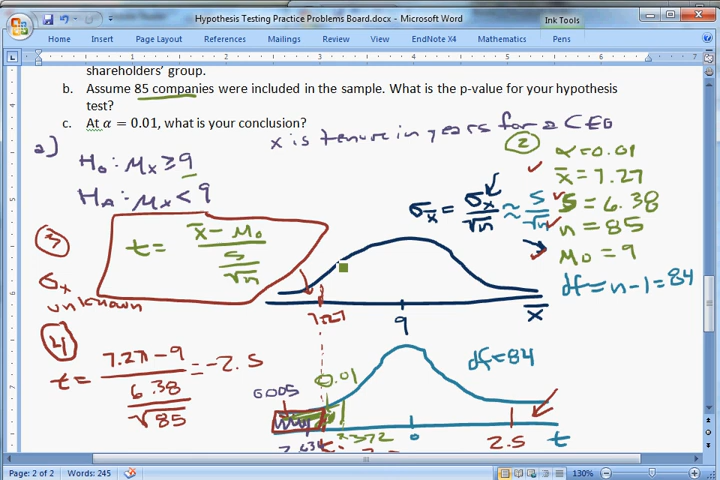 Hypothesis Testing Practice Problems Board.docx - Microsoft Word
Ink Tools
Home Insert Page Layout References Mailings Review View EndNote X4 Mathematics Pens
shareholders' group.
b. Assume 85 companies were included in the sample. What is the p-value for your hypothesis
test?
c. At α = 0.01, what is your conclusion?
x is tenure in years for a CEO
a)
H₀: μₓ ≥ 9
Hₐ: μₓ < 9
②
α = 0.01
x̄ = 7.27
s = 6.38
n = 85
μ₀ = 9
df = n - 1 = 84
σ_x̄ = σₓ/√n ≈ s/√n
③
t = (x̄ - μ₀)/(s/√n)
σₓ unknown
7.27
9
x̄
④
t = (7.27 - 9)/(6.38/√85) = -2.5
df = 84
0.005
0.01
0
2.5
t
Page: 2 of 2 Words: 245
130%